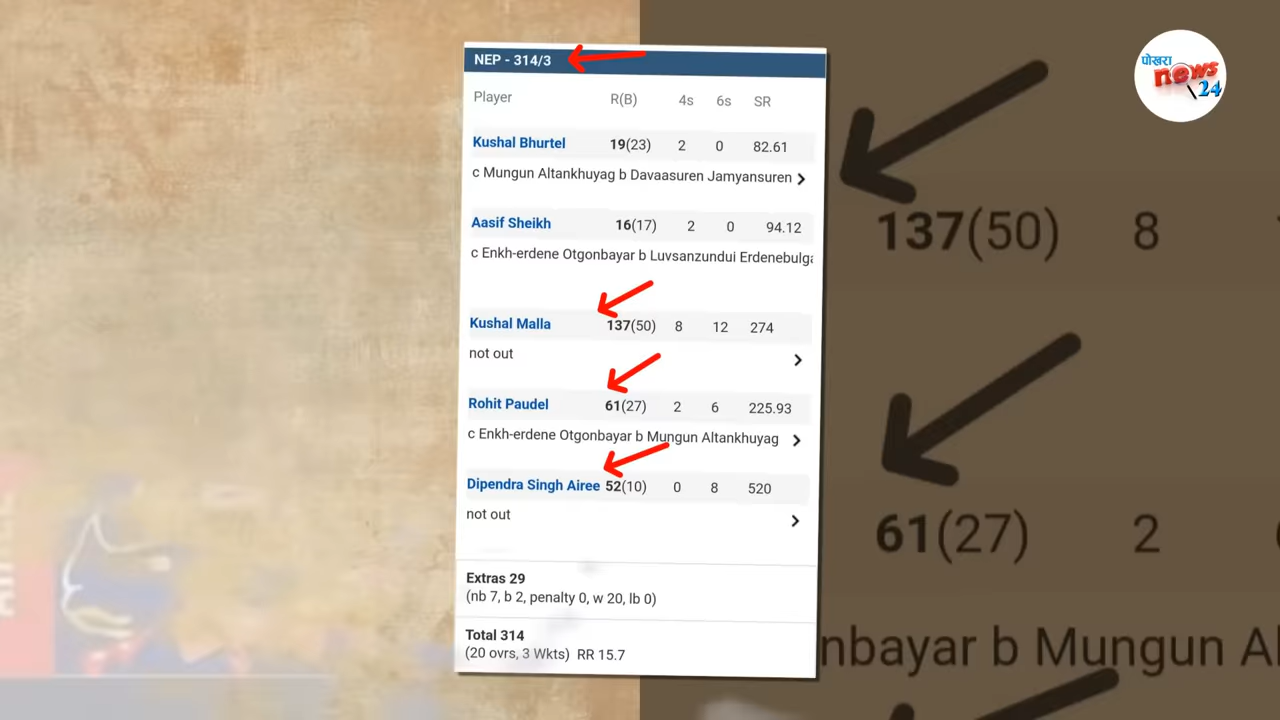 NEP - 314/3
Player R(B) 4s 6s SR
Kushal Bhurtel 19(23) 2 0 82.61
c Mungun Altankhuyag b Davaasuren Jamyansuren
Aasif Sheikh 16(17) 2 0 94.12
c Enkh-erdene Otgonbayar b Luvsanzundui Erdenebulga
Kushal Malla 137(50) 8 12 274
not out
Rohit Paudel 61(27) 2 6 225.93
c Enkh-erdene Otgonbayar b Mungun Altankhuyag
Dipendra Singh Airee 52(10) 0 8 520
not out
Extras 29
(nb 7, b 2, penalty 0, w 20, lb 0)
Total 314
(20 ovrs, 3 Wkts) RR 15.7
पोखरा
news
24
137(50) 8
61(27) 2
nbayar b Mungun Al